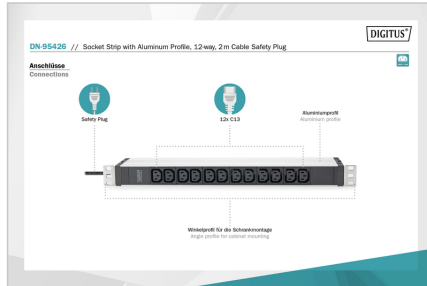 DIGITUS®
DN-95426 // Socket Strip with Aluminum Profile, 12-way, 2 m Cable Safety Plug
Anschlüsse
Connections
Safety Plug
12x C13
Aluminiumprofil
Aluminium profile
Winkelprofil für die Schrankmontage
Angle profile for cabinet mounting